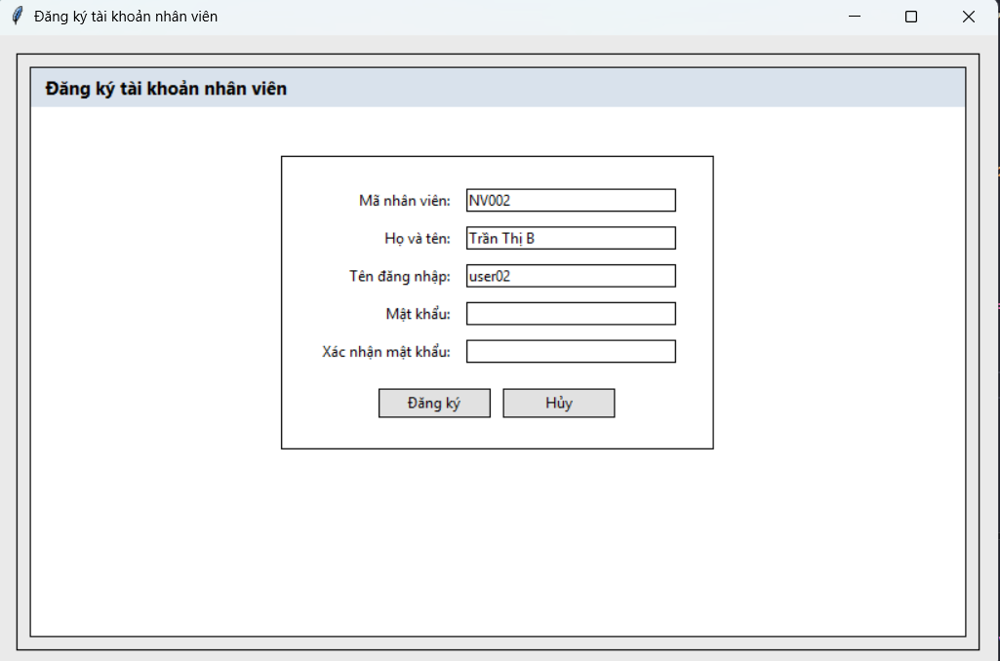 Đăng ký tài khoản nhân viên
Đăng ký tài khoản nhân viên
Mã nhân viên: NV002
Họ và tên: Trần Thị B
Tên đăng nhập: user02
Mật khẩu:
Xác nhận mật khẩu:
Đăng ký Hủy